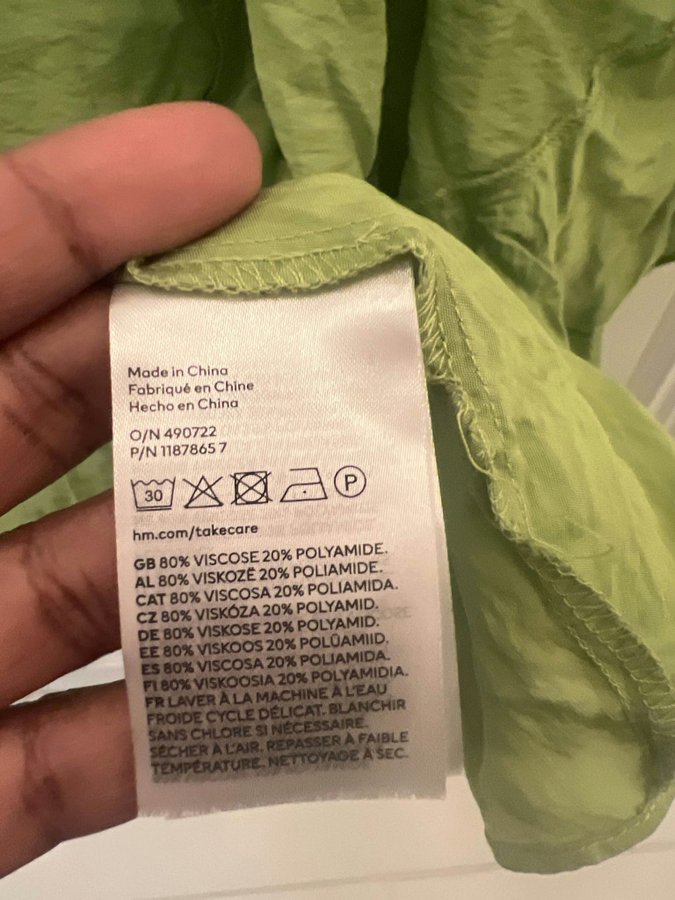 Made in China
Fabriqué en Chine
Hecho en China
O/N 490722
P/N 1187865 7
30
P
hm.com/takecare
GB 80% VISCOSE 20% POLYAMIDE.
AL 80% VISKOZË 20% POLIAMIDE.
CAT 80% VISCOSA 20% POLIAMIDA.
CZ 80% VISKÓZA 20% POLYAMID.
DE 80% VISKOSE 20% POLYAMID.
EE 80% VISKOOS 20% POLÜAMIID.
ES 80% VISCOSA 20% POLIAMIDA.
FI 80% VISKOOSIA 20% POLYAMIDIA.
FR LAVER À LA MACHINE À L'EAU
FROIDE CYCLE DÉLICAT. BLANCHIR
SANS CHLORE SI NÉCESSAIRE.
SÉCHER À L'AIR. REPASSER À FAIBLE
TEMPÉRATURE. NETTOYAGE À SEC.